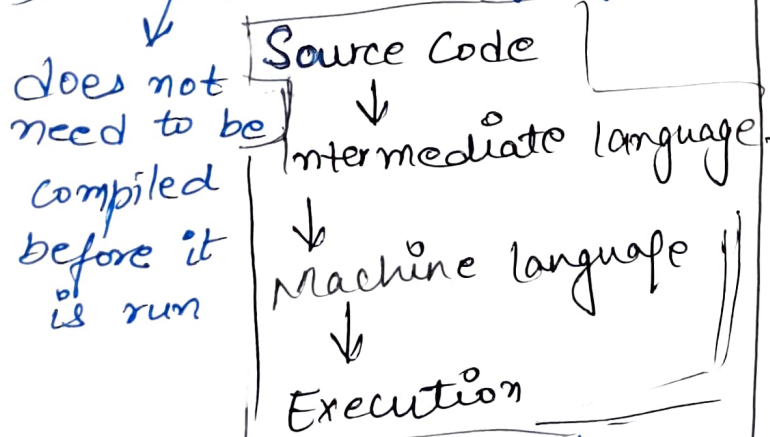 does not
need to be
compiled
before it
is run
Source Code
↓
Intermediate language.
↓
Machine language
↓
Execution